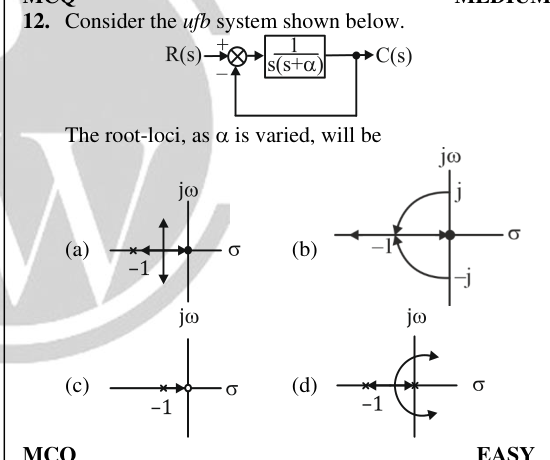 MCQ MEDIUM
12. Consider the ufb system shown below.
R(s) + − 1/s(s+α) C(s)
The root-loci, as α is varied, will be
(a) jω σ −1
(b) jω σ j −1 −j
(c) jω σ −1
(d) jω σ −1
MCQ EASY